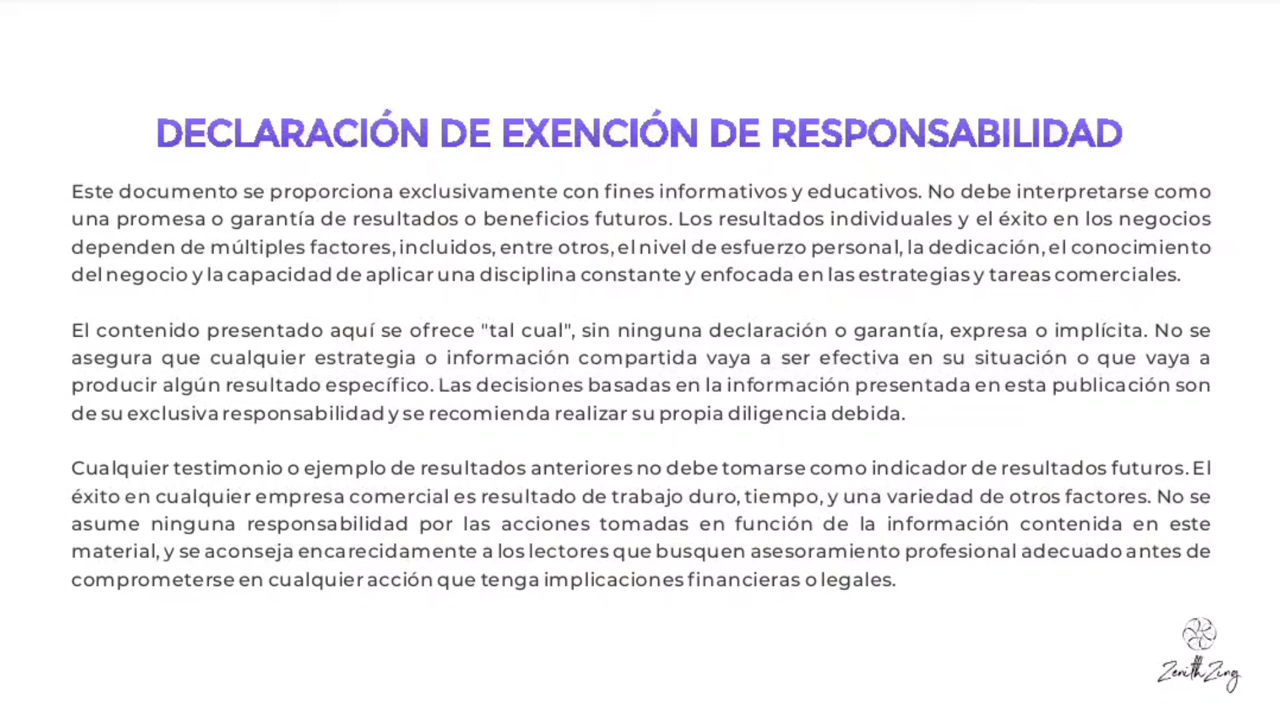 DECLARACIÓN DE EXENCIÓN DE RESPONSABILIDAD
Este documento se proporciona exclusivamente con fines informativos y educativos. No debe interpretarse como
una promesa o garantía de resultados o beneficios futuros. Los resultados individuales y el éxito en los negocios
dependen de múltiples factores, incluidos, entre otros, el nivel de esfuerzo personal, la dedicación, el conocimiento
del negocio y la capacidad de aplicar una disciplina constante y enfocada en las estrategias y tareas comerciales.
El contenido presentado aquí se ofrece "tal cual", sin ninguna declaración o garantía, expresa o implícita. No se
asegura que cualquier estrategia o información compartida vaya a ser efectiva en su situación o que vaya a
producir algún resultado específico. Las decisiones basadas en la información presentada en esta publicación son
de su exclusiva responsabilidad y se recomienda realizar su propia diligencia debida.
Cualquier testimonio o ejemplo de resultados anteriores no debe tomarse como indicador de resultados futuros. El
éxito en cualquier empresa comercial es resultado de trabajo duro, tiempo, y una variedad de otros factores. No se
asume ninguna responsabilidad por las acciones tomadas en función de la información contenida en este
material, y se aconseja encarecidamente a los lectores que busquen asesoramiento profesional adecuado antes de
comprometerse en cualquier acción que tenga implicaciones financieras o legales.
Zenith Zing